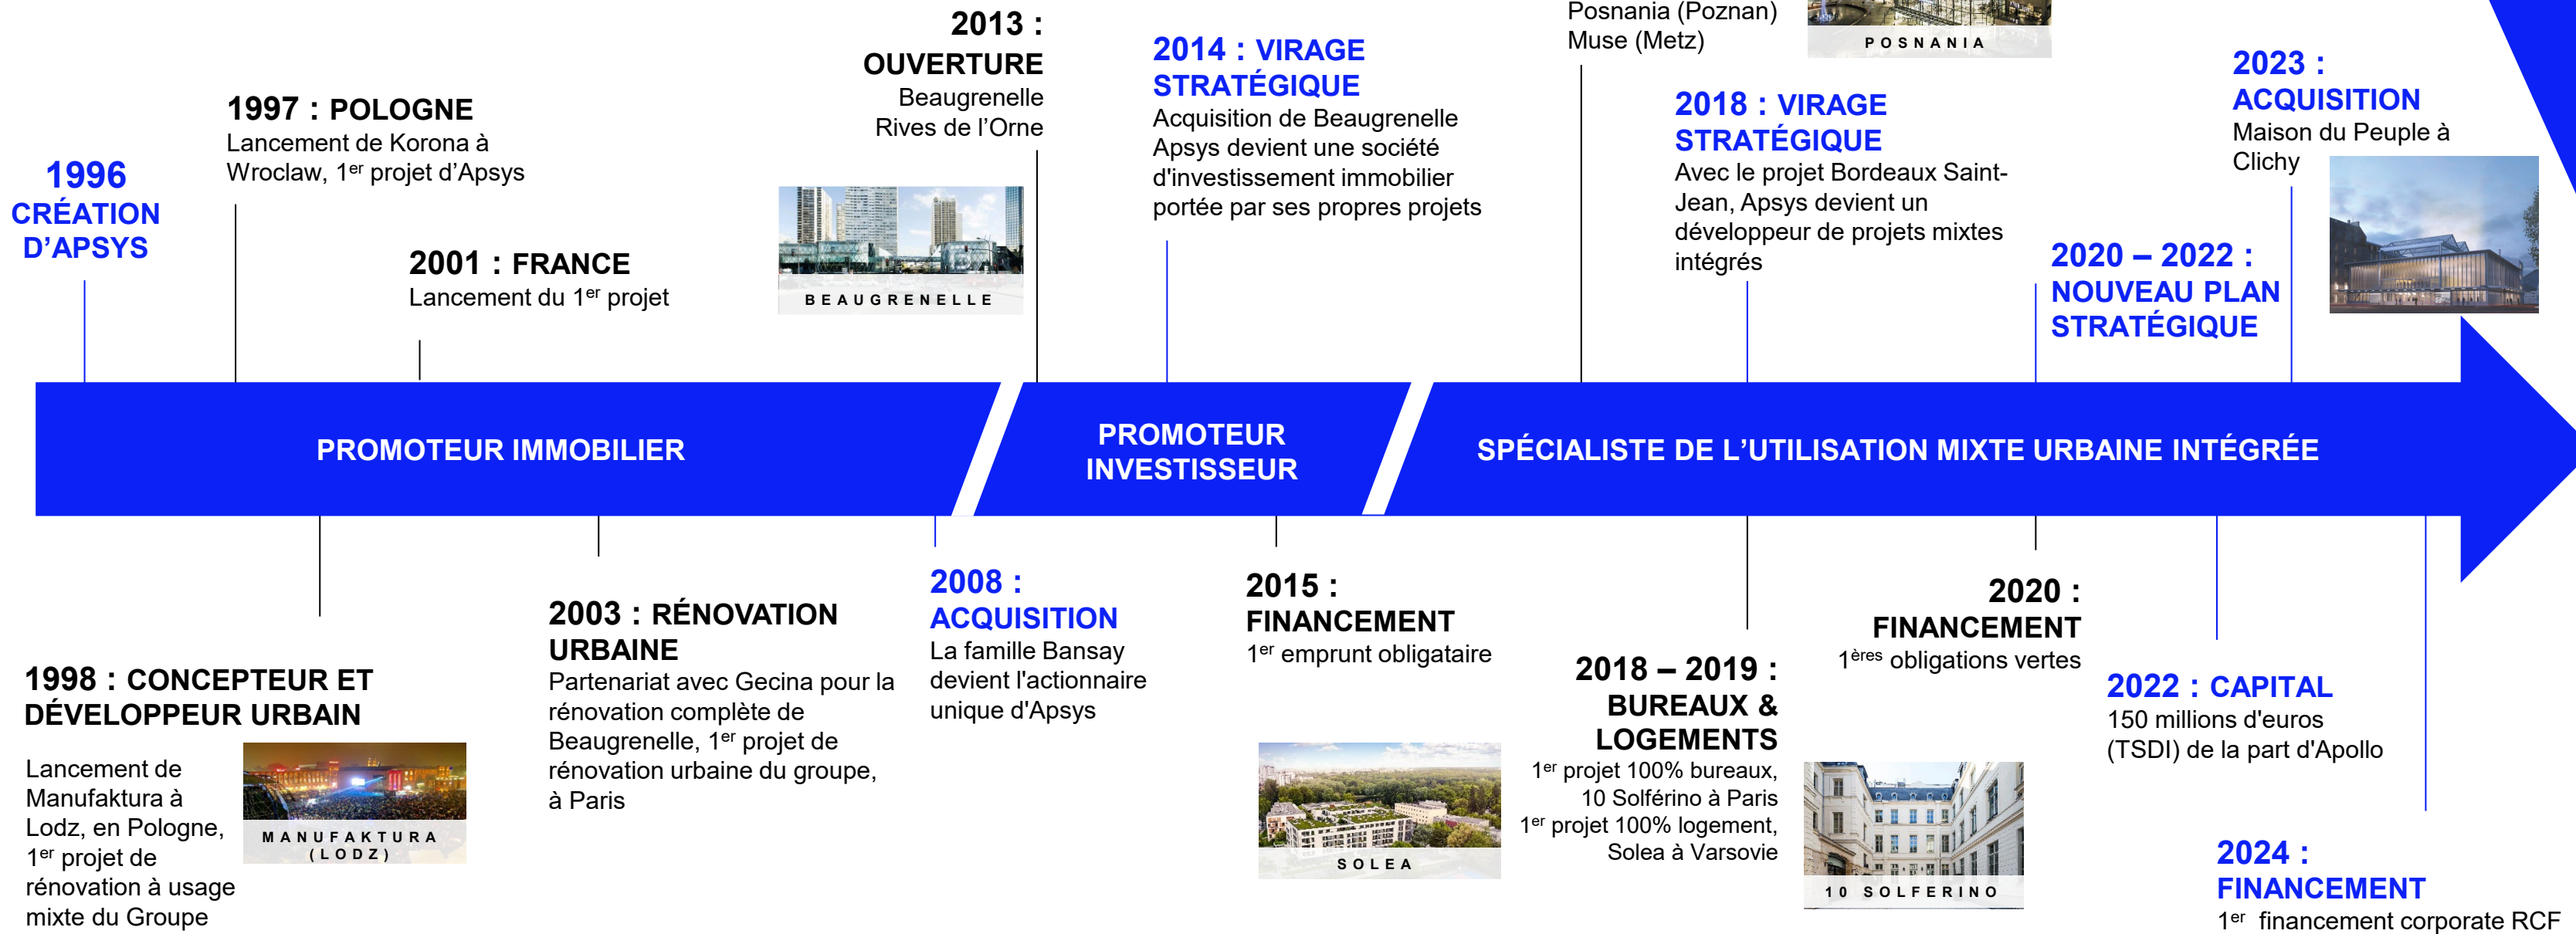 1996
CRÉATION
D’APSYS
1997 : POLOGNE
Lancement de Korona à
Wroclaw, 1er projet d’Apsys
2001 : FRANCE
Lancement du 1er projet
2013 :
OUVERTURE
Beaugrenelle
Rives de l’Orne
BEAUGRENELLE
2014 : VIRAGE
STRATÉGIQUE
Acquisition de Beaugrenelle
Apsys devient une société
d'investissement immobilier
portée par ses propres projets
Posnania (Poznan)
Muse (Metz)
POSNANIA
2018 : VIRAGE
STRATÉGIQUE
Avec le projet Bordeaux Saint-
Jean, Apsys devient un
développeur de projets mixtes
intégrés
2020 – 2022 :
NOUVEAU PLAN
STRATÉGIQUE
2023 :
ACQUISITION
Maison du Peuple à
Clichy
PROMOTEUR IMMOBILIER
PROMOTEUR
INVESTISSEUR
SPÉCIALISTE DE L’UTILISATION MIXTE URBAINE INTÉGRÉE
1998 : CONCEPTEUR ET
DÉVELOPPEUR URBAIN
Lancement de
Manufaktura à
Lodz, en Pologne,
1er projet de
rénovation à usage
mixte du Groupe
MANUFAKTURA
(LODZ)
2003 : RÉNOVATION
URBAINE
Partenariat avec Gecina pour la
rénovation complète de
Beaugrenelle, 1er projet de
rénovation urbaine du groupe,
à Paris
2008 :
ACQUISITION
La famille Bansay
devient l'actionnaire
unique d'Apsys
2015 :
FINANCEMENT
1er emprunt obligataire
SOLEA
2018 – 2019 :
BUREAUX &
LOGEMENTS
1er projet 100% bureaux,
10 Solférino à Paris
1er projet 100% logement,
Solea à Varsovie
10 SOLFERINO
2020 :
FINANCEMENT
1ères obligations vertes
2022 : CAPITAL
150 millions d'euros
(TSDI) de la part d'Apollo
2024 :
FINANCEMENT
1er financement corporate RCF